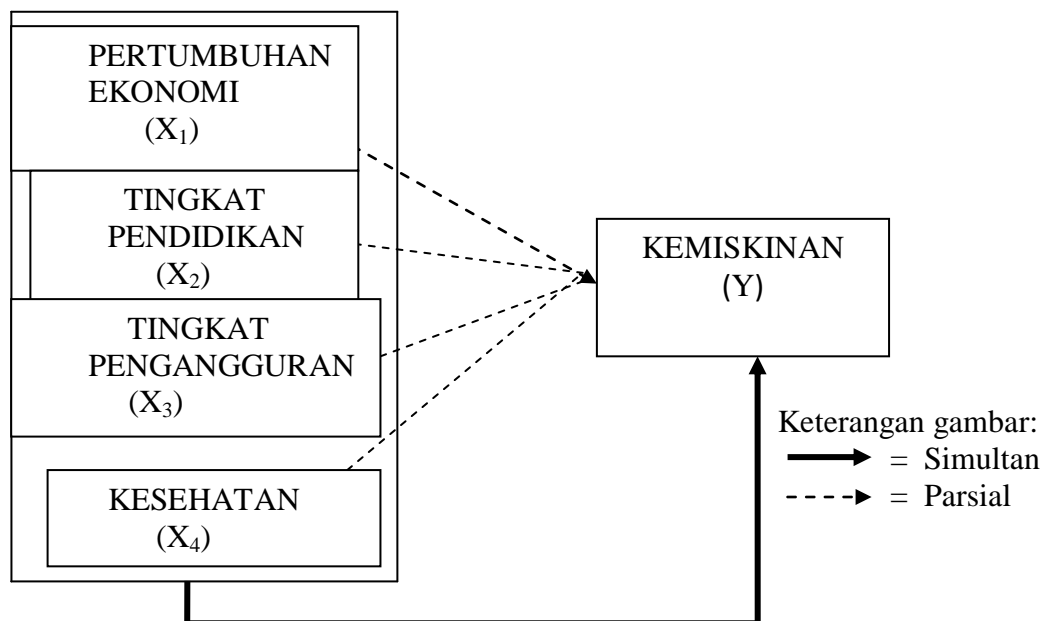 PERTUMBUHAN
EKONOMI
(X₁)
TINGKAT
PENDIDIKAN
(X₂)
TINGKAT
PENGANGGURAN
(X₃)
KESEHATAN
(X₄)
KEMISKINAN
(Y)
Keterangan gambar:
= Simultan
= Parsial